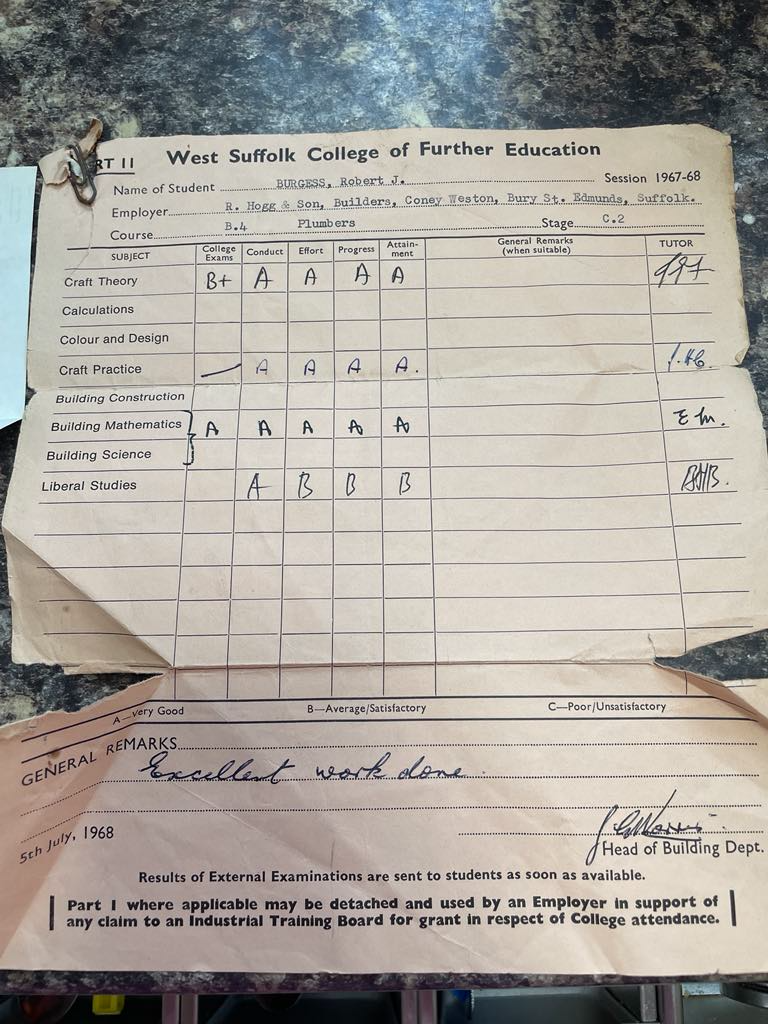 RT II West Suffolk College of Further Education
Name of Student BURGESS, Robert J. Session 1967-68
Employer R. Hogg & Son, Builders, Coney Weston, Bury St. Edmunds, Suffolk.
Course B.4 Plumbers Stage C.2
SUBJECT College Exams Conduct Effort Progress Attain-ment General Remarks (when suitable) TUTOR
Craft Theory B+ A A A A
Calculations
Colour and Design
Craft Practice — A A A A.
Building Construction
Building Mathematics A A A A A E M.
Building Science
Liberal Studies A B B B
A—Very Good B—Average/Satisfactory C—Poor/Unsatisfactory
GENERAL REMARKS
Excellent work done
5th July, 1968
Head of Building Dept.
Results of External Examinations are sent to students as soon as available.
Part I where applicable may be detached and used by an Employer in support of
any claim to an Industrial Training Board for grant in respect of College attendance.